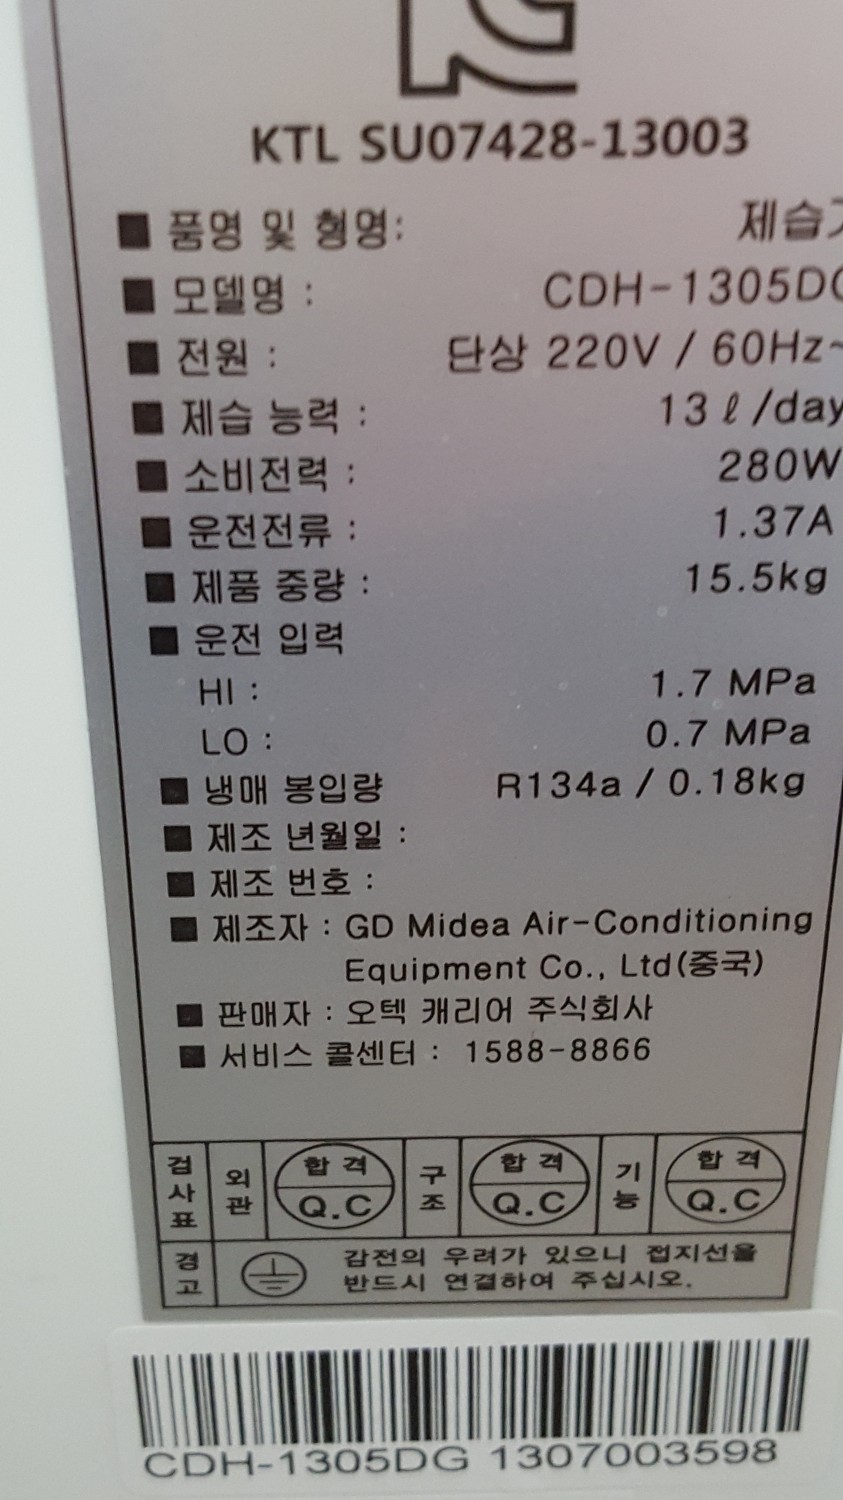 KTL SU07428-13003
■ 품명 및 형명: 제습기
■ 모델명 : CDH-1305DG
■ 전원 : 단상 220V / 60Hz~
■ 제습 능력 : 13ℓ/day
■ 소비전력 : 280W
■ 운전전류 : 1.37A
■ 제품 중량 : 15.5kg
■ 운전 입력
HI : 1.7 MPa
LO : 0.7 MPa
■ 냉매 봉입량 R134a / 0.18kg
■ 제조 년월일 :
■ 제조 번호 :
■ 제조자 : GD Midea Air-Conditioning
Equipment Co., Ltd(중국)
■ 판매자 : 오텍 캐리어 주식회사
■ 서비스 콜센터 : 1588-8866
검사표 외관 합격 Q.C 구조 합격 Q.C 기능 합격 Q.C
경고 감전의 우려가 있으니 접지선을
반드시 연결하여 주십시오.
CDH-1305DG 1307003598